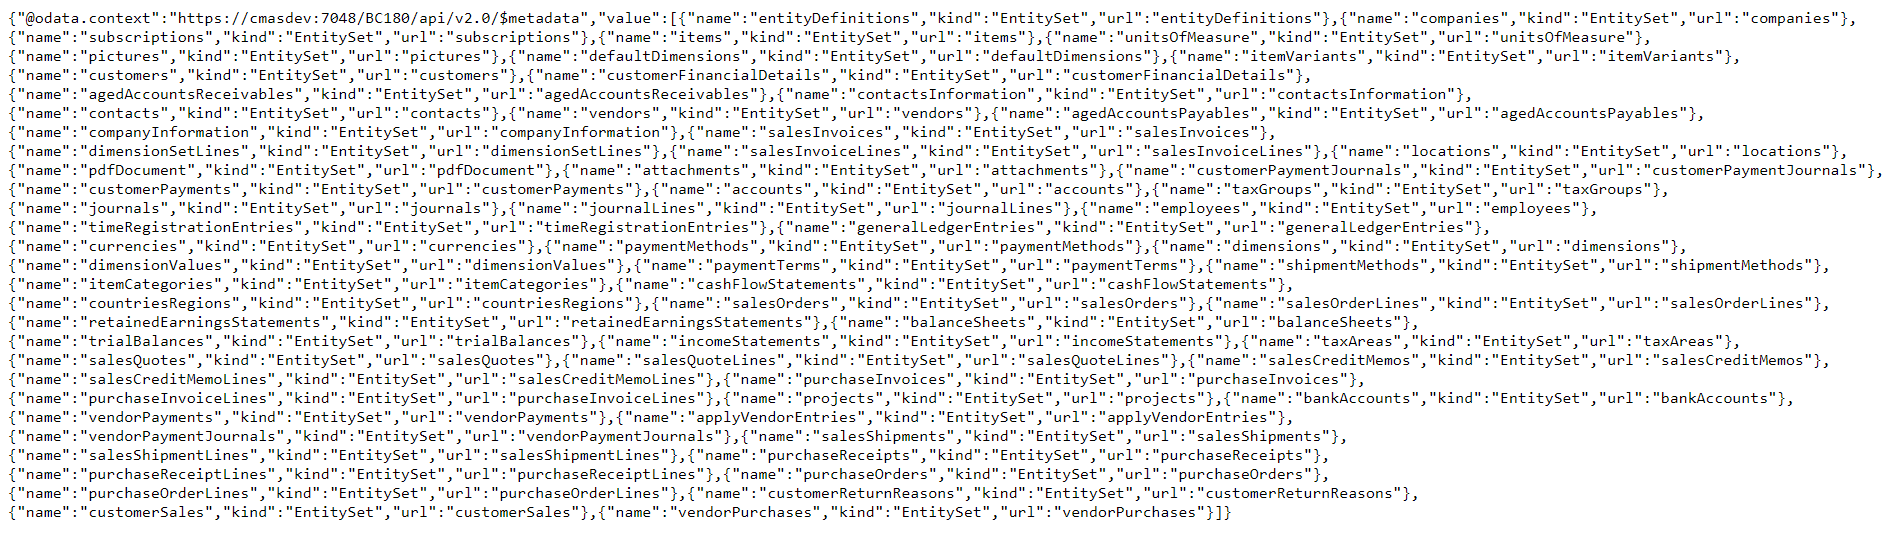 {"@odata.context":"https://cmasdev:7048/BC180/api/v2.0/$metadata","value":[{"name":"entityDefinitions","kind":"EntitySet","url":"entityDefinitions"},{"name":"companies","kind":"EntitySet","url":"companies"},
{"name":"subscriptions","kind":"EntitySet","url":"subscriptions"},{"name":"items","kind":"EntitySet","url":"items"},{"name":"unitsOfMeasure","kind":"EntitySet","url":"unitsOfMeasure"},
{"name":"pictures","kind":"EntitySet","url":"pictures"},{"name":"defaultDimensions","kind":"EntitySet","url":"defaultDimensions"},{"name":"itemVariants","kind":"EntitySet","url":"itemVariants"},
{"name":"customers","kind":"EntitySet","url":"customers"},{"name":"customerFinancialDetails","kind":"EntitySet","url":"customerFinancialDetails"},
{"name":"agedAccountsReceivables","kind":"EntitySet","url":"agedAccountsReceivables"},{"name":"contactsInformation","kind":"EntitySet","url":"contactsInformation"},
{"name":"contacts","kind":"EntitySet","url":"contacts"},{"name":"vendors","kind":"EntitySet","url":"vendors"},{"name":"agedAccountsPayables","kind":"EntitySet","url":"agedAccountsPayables"},
{"name":"companyInformation","kind":"EntitySet","url":"companyInformation"},{"name":"salesInvoices","kind":"EntitySet","url":"salesInvoices"},
{"name":"dimensionSetLines","kind":"EntitySet","url":"dimensionSetLines"},{"name":"salesInvoiceLines","kind":"EntitySet","url":"salesInvoiceLines"},{"name":"locations","kind":"EntitySet","url":"locations"},
{"name":"pdfDocument","kind":"EntitySet","url":"pdfDocument"},{"name":"attachments","kind":"EntitySet","url":"attachments"},{"name":"customerPaymentJournals","kind":"EntitySet","url":"customerPaymentJournals"},
{"name":"customerPayments","kind":"EntitySet","url":"customerPayments"},{"name":"accounts","kind":"EntitySet","url":"accounts"},{"name":"taxGroups","kind":"EntitySet","url":"taxGroups"},
{"name":"journals","kind":"EntitySet","url":"journals"},{"name":"journalLines","kind":"EntitySet","url":"journalLines"},{"name":"employees","kind":"EntitySet","url":"employees"},
{"name":"timeRegistrationEntries","kind":"EntitySet","url":"timeRegistrationEntries"},{"name":"generalLedgerEntries","kind":"EntitySet","url":"generalLedgerEntries"},
{"name":"currencies","kind":"EntitySet","url":"currencies"},{"name":"paymentMethods","kind":"EntitySet","url":"paymentMethods"},{"name":"dimensions","kind":"EntitySet","url":"dimensions"},
{"name":"dimensionValues","kind":"EntitySet","url":"dimensionValues"},{"name":"paymentTerms","kind":"EntitySet","url":"paymentTerms"},{"name":"shipmentMethods","kind":"EntitySet","url":"shipmentMethods"},
{"name":"itemCategories","kind":"EntitySet","url":"itemCategories"},{"name":"cashFlowStatements","kind":"EntitySet","url":"cashFlowStatements"},
{"name":"countriesRegions","kind":"EntitySet","url":"countriesRegions"},{"name":"salesOrders","kind":"EntitySet","url":"salesOrders"},{"name":"salesOrderLines","kind":"EntitySet","url":"salesOrderLines"},
{"name":"retainedEarningsStatements","kind":"EntitySet","url":"retainedEarningsStatements"},{"name":"balanceSheets","kind":"EntitySet","url":"balanceSheets"},
{"name":"trialBalances","kind":"EntitySet","url":"trialBalances"},{"name":"incomeStatements","kind":"EntitySet","url":"incomeStatements"},{"name":"taxAreas","kind":"EntitySet","url":"taxAreas"},
{"name":"salesQuotes","kind":"EntitySet","url":"salesQuotes"},{"name":"salesQuoteLines","kind":"EntitySet","url":"salesQuoteLines"},{"name":"salesCreditMemos","kind":"EntitySet","url":"salesCreditMemos"},
{"name":"salesCreditMemoLines","kind":"EntitySet","url":"salesCreditMemoLines"},{"name":"purchaseInvoices","kind":"EntitySet","url":"purchaseInvoices"},
{"name":"purchaseInvoiceLines","kind":"EntitySet","url":"purchaseInvoiceLines"},{"name":"projects","kind":"EntitySet","url":"projects"},{"name":"bankAccounts","kind":"EntitySet","url":"bankAccounts"},
{"name":"vendorPayments","kind":"EntitySet","url":"vendorPayments"},{"name":"applyVendorEntries","kind":"EntitySet","url":"applyVendorEntries"},
{"name":"vendorPaymentJournals","kind":"EntitySet","url":"vendorPaymentJournals"},{"name":"salesShipments","kind":"EntitySet","url":"salesShipments"},
{"name":"salesShipmentLines","kind":"EntitySet","url":"salesShipmentLines"},{"name":"purchaseReceipts","kind":"EntitySet","url":"purchaseReceipts"},
{"name":"purchaseReceiptLines","kind":"EntitySet","url":"purchaseReceiptLines"},{"name":"purchaseOrders","kind":"EntitySet","url":"purchaseOrders"},
{"name":"purchaseOrderLines","kind":"EntitySet","url":"purchaseOrderLines"},{"name":"customerReturnReasons","kind":"EntitySet","url":"customerReturnReasons"},
{"name":"customerSales","kind":"EntitySet","url":"customerSales"},{"name":"vendorPurchases","kind":"EntitySet","url":"vendorPurchases"}]}